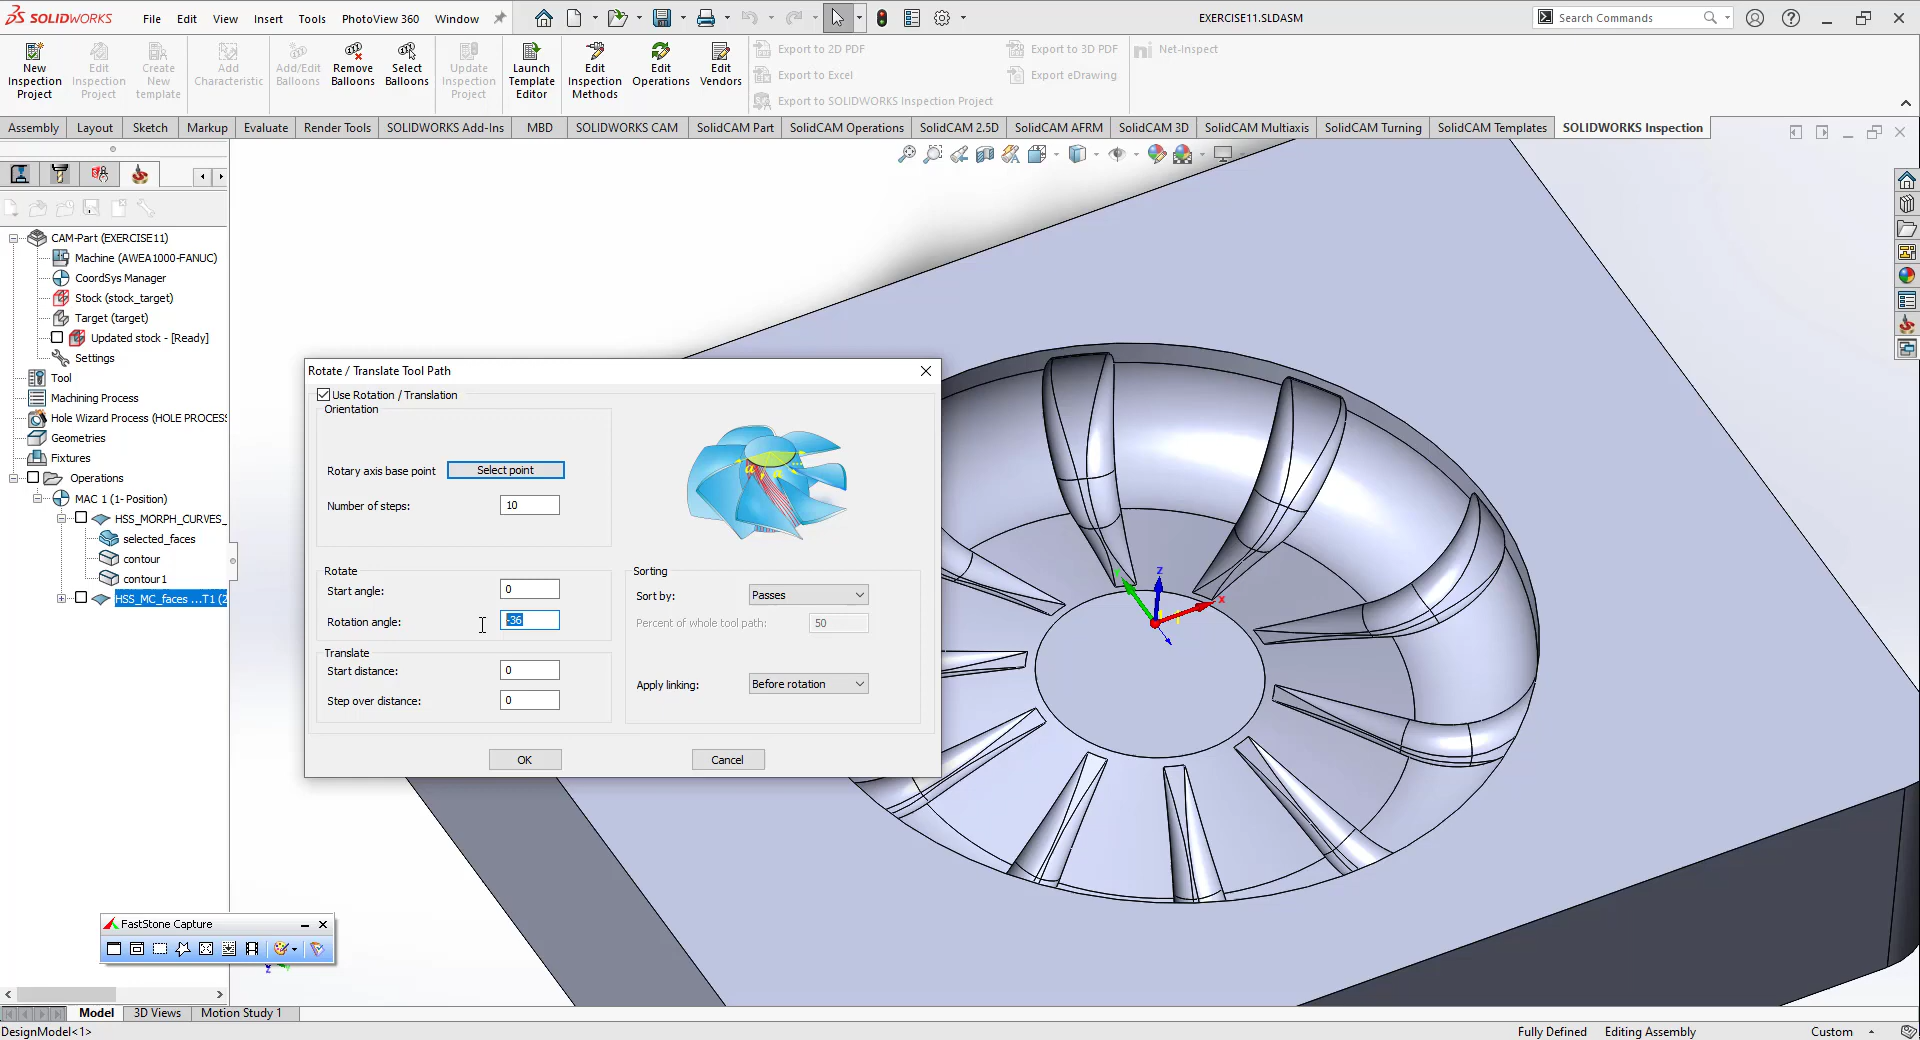 SOLIDWORKS File Edit View Insert Tools PhotoView 360 Window EXERCISE11.SLDASM Search Commands
New Inspection Project
Edit Inspection Project
Create New template
Add Characteristic
Add/Edit Balloons
Remove Balloons
Select Balloons
Update Inspection Project
Launch Template Editor
Edit Inspection Methods
Edit Operations
Edit Vendors
Export to 2D PDF
Export to Excel
Export to SOLIDWORKS Inspection Project
Export to 3D PDF
Export eDrawing
Net-Inspect
Assembly Layout Sketch Markup Evaluate Render Tools SOLIDWORKS Add-Ins MBD SOLIDWORKS CAM SolidCAM Part SolidCAM Operations SolidCAM 2.5D SolidCAM AFRM SolidCAM 3D SolidCAM Multiaxis SolidCAM Turning SolidCAM Templates SOLIDWORKS Inspection
CAM-Part (EXERCISE11)
Machine (AWEA1000-FANUC)
CoordSys Manager
Stock (stock_target)
Target (target)
Updated stock - [Ready]
Settings
Tool
Machining Process
Hole Wizard Process (HOLE PROCESS
Geometries
Fixtures
Operations
MAC 1 (1- Position)
HSS_MORPH_CURVES_
selected_faces
contour
contour1
HSS_MC_faces ...T1 (2
Rotate / Translate Tool Path
Use Rotation / Translation
Orientation
Rotary axis base point Select point
Number of steps: 10
Rotate
Start angle: 0
Rotation angle: -36
Translate
Start distance: 0
Step over distance: 0
Sorting
Sort by: Passes
Percent of whole tool path: 50
Apply linking: Before rotation
OK Cancel
z
x
FastStone Capture
z
Model 3D Views Motion Study 1
DesignModel<1> Fully Defined Editing Assembly Custom